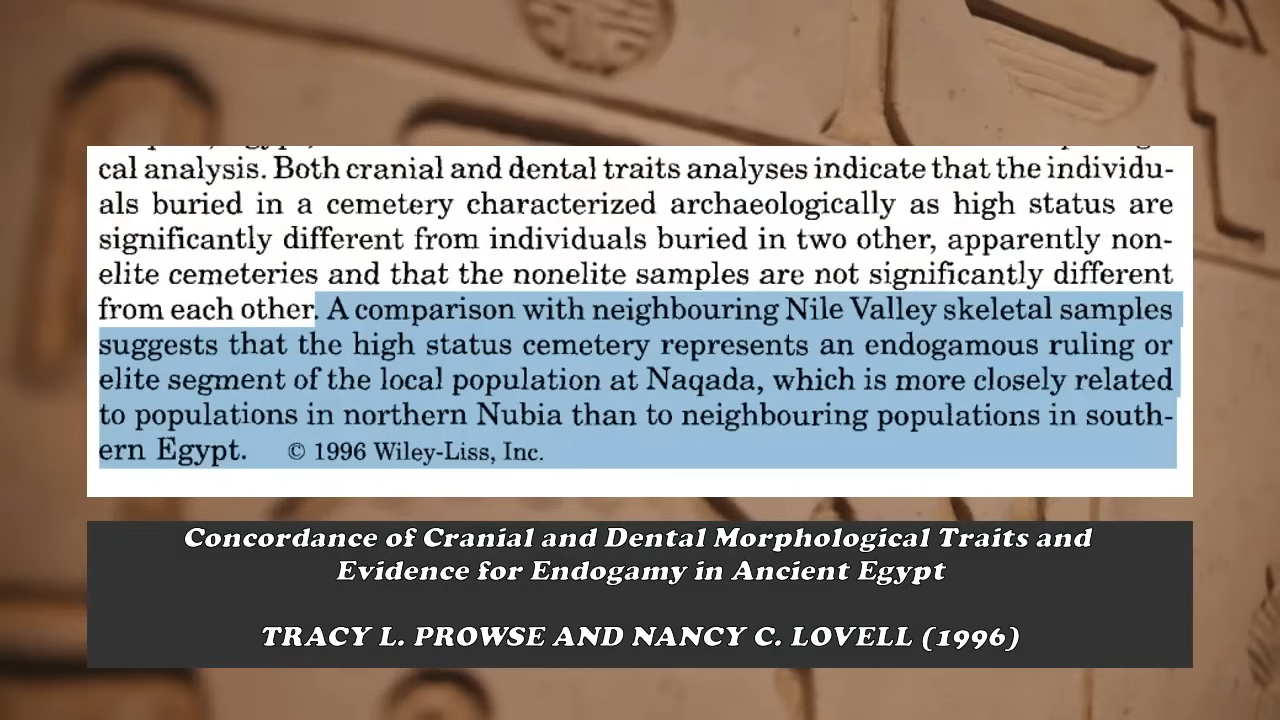 cal analysis. Both cranial and dental traits analyses indicate that the individu-
als buried in a cemetery characterized archaeologically as high status are
significantly different from individuals buried in two other, apparently non-
elite cemeteries and that the nonelite samples are not significantly different
from each other. A comparison with neighbouring Nile Valley skeletal samples
suggests that the high status cemetery represents an endogamous ruling or
elite segment of the local population at Naqada, which is more closely related
to populations in northern Nubia than to neighbouring populations in south-
ern Egypt. © 1996 Wiley-Liss, Inc.
Concordance of Cranial and Dental Morphological Traits and
Evidence for Endogamy in Ancient Egypt
TRACY L. PROWSE AND NANCY C. LOVELL (1996)